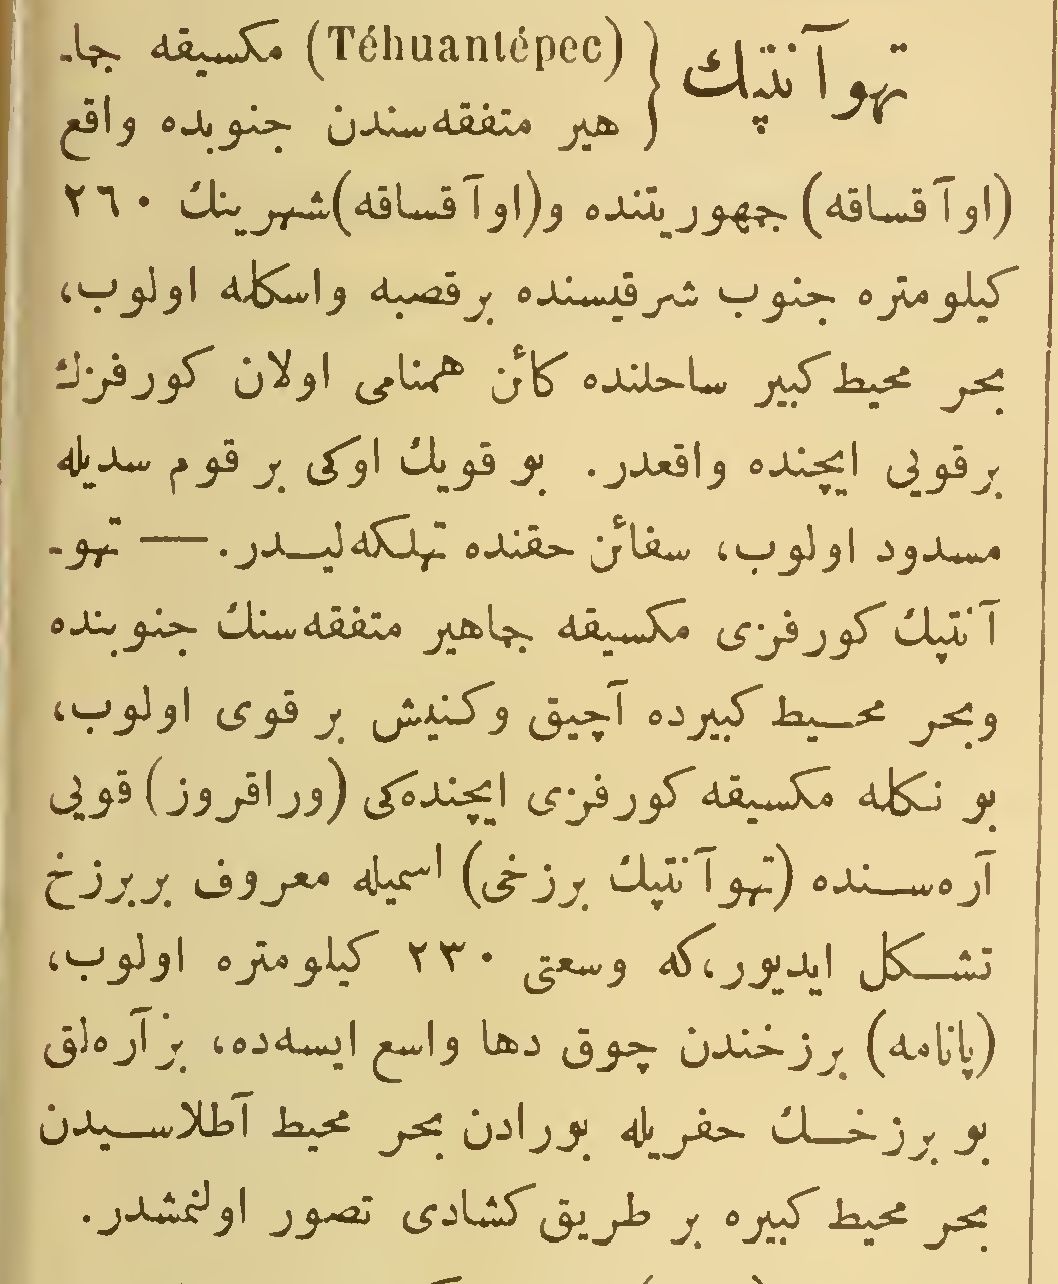 تهوآنتپك { (Téhuantépec) مكسيقه جما-
هير متفقه‌سندن جنوبده واقع
(اوآقساقه) جمهوريتنده و(اوآقساقه)شهرينك ٢٦٠
كيلومتره جنوب شرقيسنده برقصبه واسكله اولوب،
بحر محيط كبير ساحلنده كائن همنامى اولان كورفزك
برقويى ايچنده واقعدر. بو قويك اوكى بر قوم سديله
مسدود اولوب، سفائن حقنده تهلكه‌ليدر. — تهو-
آنتپك كورفزى مكسيقه جماهير متفقه‌سنك جنوبنده
وبحر محيط كبيرده آچيق وكنيش بر قوى اولوب،
بو نكله مكسيقه كورفزى ايچنده‌كى (وراقروز) قويى
آره‌سنده (تهوآنتپك برزخى) اسميله معروف بربرزخ
تشكل ايديور،كه وسعتى ٢٣٠ كيلومتره اولوب،
(پانامه) برزخندن چوق دها واسع ايسه‌ده، برآره‌لق
بو برزخك حفريله بورادن بحر محيط آطلاسيدن
بحر محيط كبيره بر طريق كشادى تصور اولنمشدر.